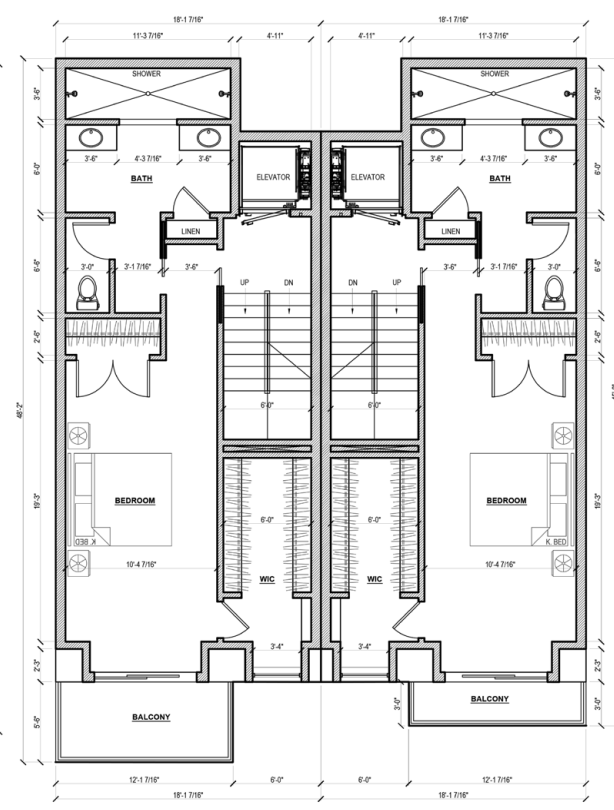 18'-1 7/16" 18'-1 7/16"
11'-3 7/16" 4'-11" 4'-11" 11'-3 7/16"
SHOWER SHOWER
3'-6" 3'-6"
6'-0" 3'-6" 4'-3 7/16" 3'-6" 3'-6" 4'-3 7/16" 3'-6" 6'-0"
BATH ELEVATOR ELEVATOR BATH
LINEN LINEN
6'-6" 3'-0" 3'-1 7/16" 3'-6" 3'-6" 3'-1 7/16" 3'-0" 6'-6"
UP DN DN UP
2'-6" 2'-6"
48'-2"
6'-0" 6'-0"
19'-3" BEDROOM BEDROOM 19'-3"
6'-0" 6'-0"
K. BED K. BED
10'-4 7/16" WIC WIC 10'-4 7/16"
3'-4" 3'-4"
2'-3" 2'-3"
BALCONY
3'-0" 3'-0"
5'-6" BALCONY
12'-1 7/16" 6'-0" 6'-0" 12'-1 7/16"
18'-1 7/16" 18'-1 7/16"